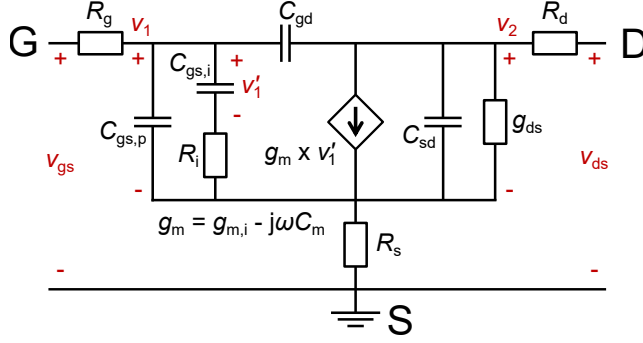 G
R_g
v_1
C_gd
v_2
R_d
D
+
+
+
+
+
C_gs,i
v'_1
-
C_gs,p
R_i
g_m x v'_1
C_sd
g_ds
v_gs
v_ds
-
-
g_m = g_m,i - jωC_m
R_s
-
-
S